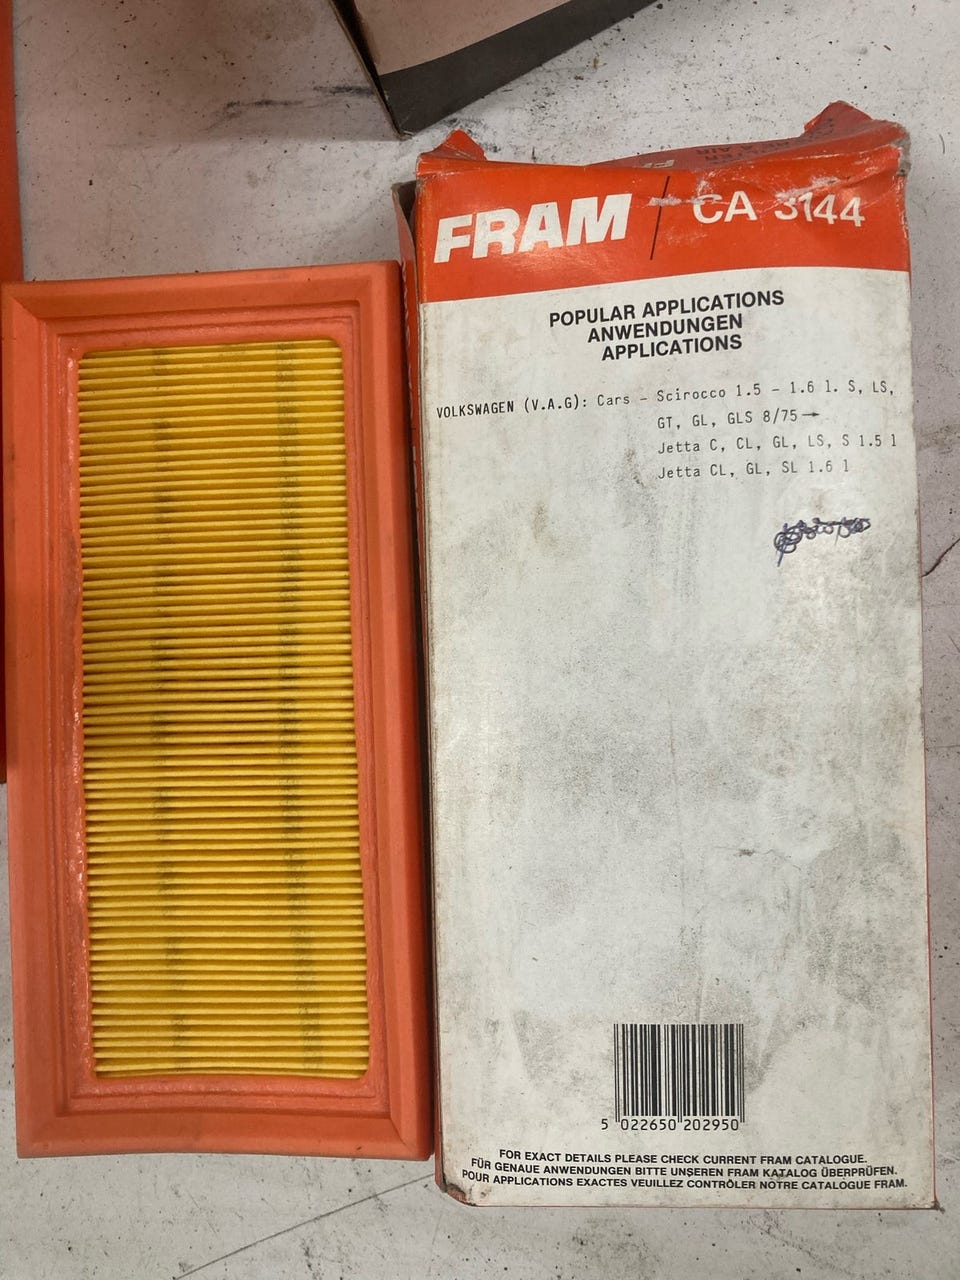 FRAM / CA 3144
POPULAR APPLICATIONS
ANWENDUNGEN
APPLICATIONS
VOLKSWAGEN (V.A.G): Cars - Scirocco 1.5 - 1.6 l. S, LS,
GT, GL, GLS 8/75→
Jetta C, CL, GL, LS, S 1.5 l
Jetta CL, GL, SL 1.6 l
5 022650 202950
FOR EXACT DETAILS PLEASE CHECK CURRENT FRAM CATALOGUE.
FÜR GENAUE ANWENDUNGEN BITTE UNSEREN FRAM KATALOG ÜBERPRÜFEN.
POUR APPLICATIONS EXACTES VEUILLEZ CONTRÔLER NOTRE CATALOGUE FRAM.